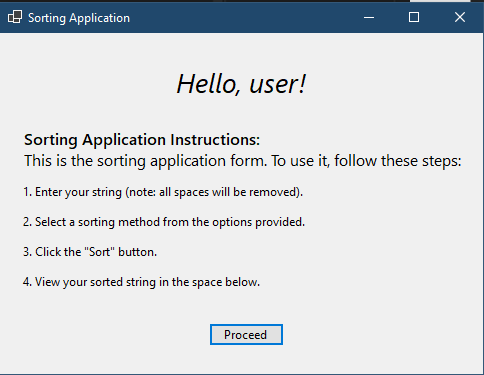 Sorting Application
Hello, user!
Sorting Application Instructions:
This is the sorting application form. To use it, follow these steps:
1. Enter your string (note: all spaces will be removed).
2. Select a sorting method from the options provided.
3. Click the "Sort" button.
4. View your sorted string in the space below.
Proceed